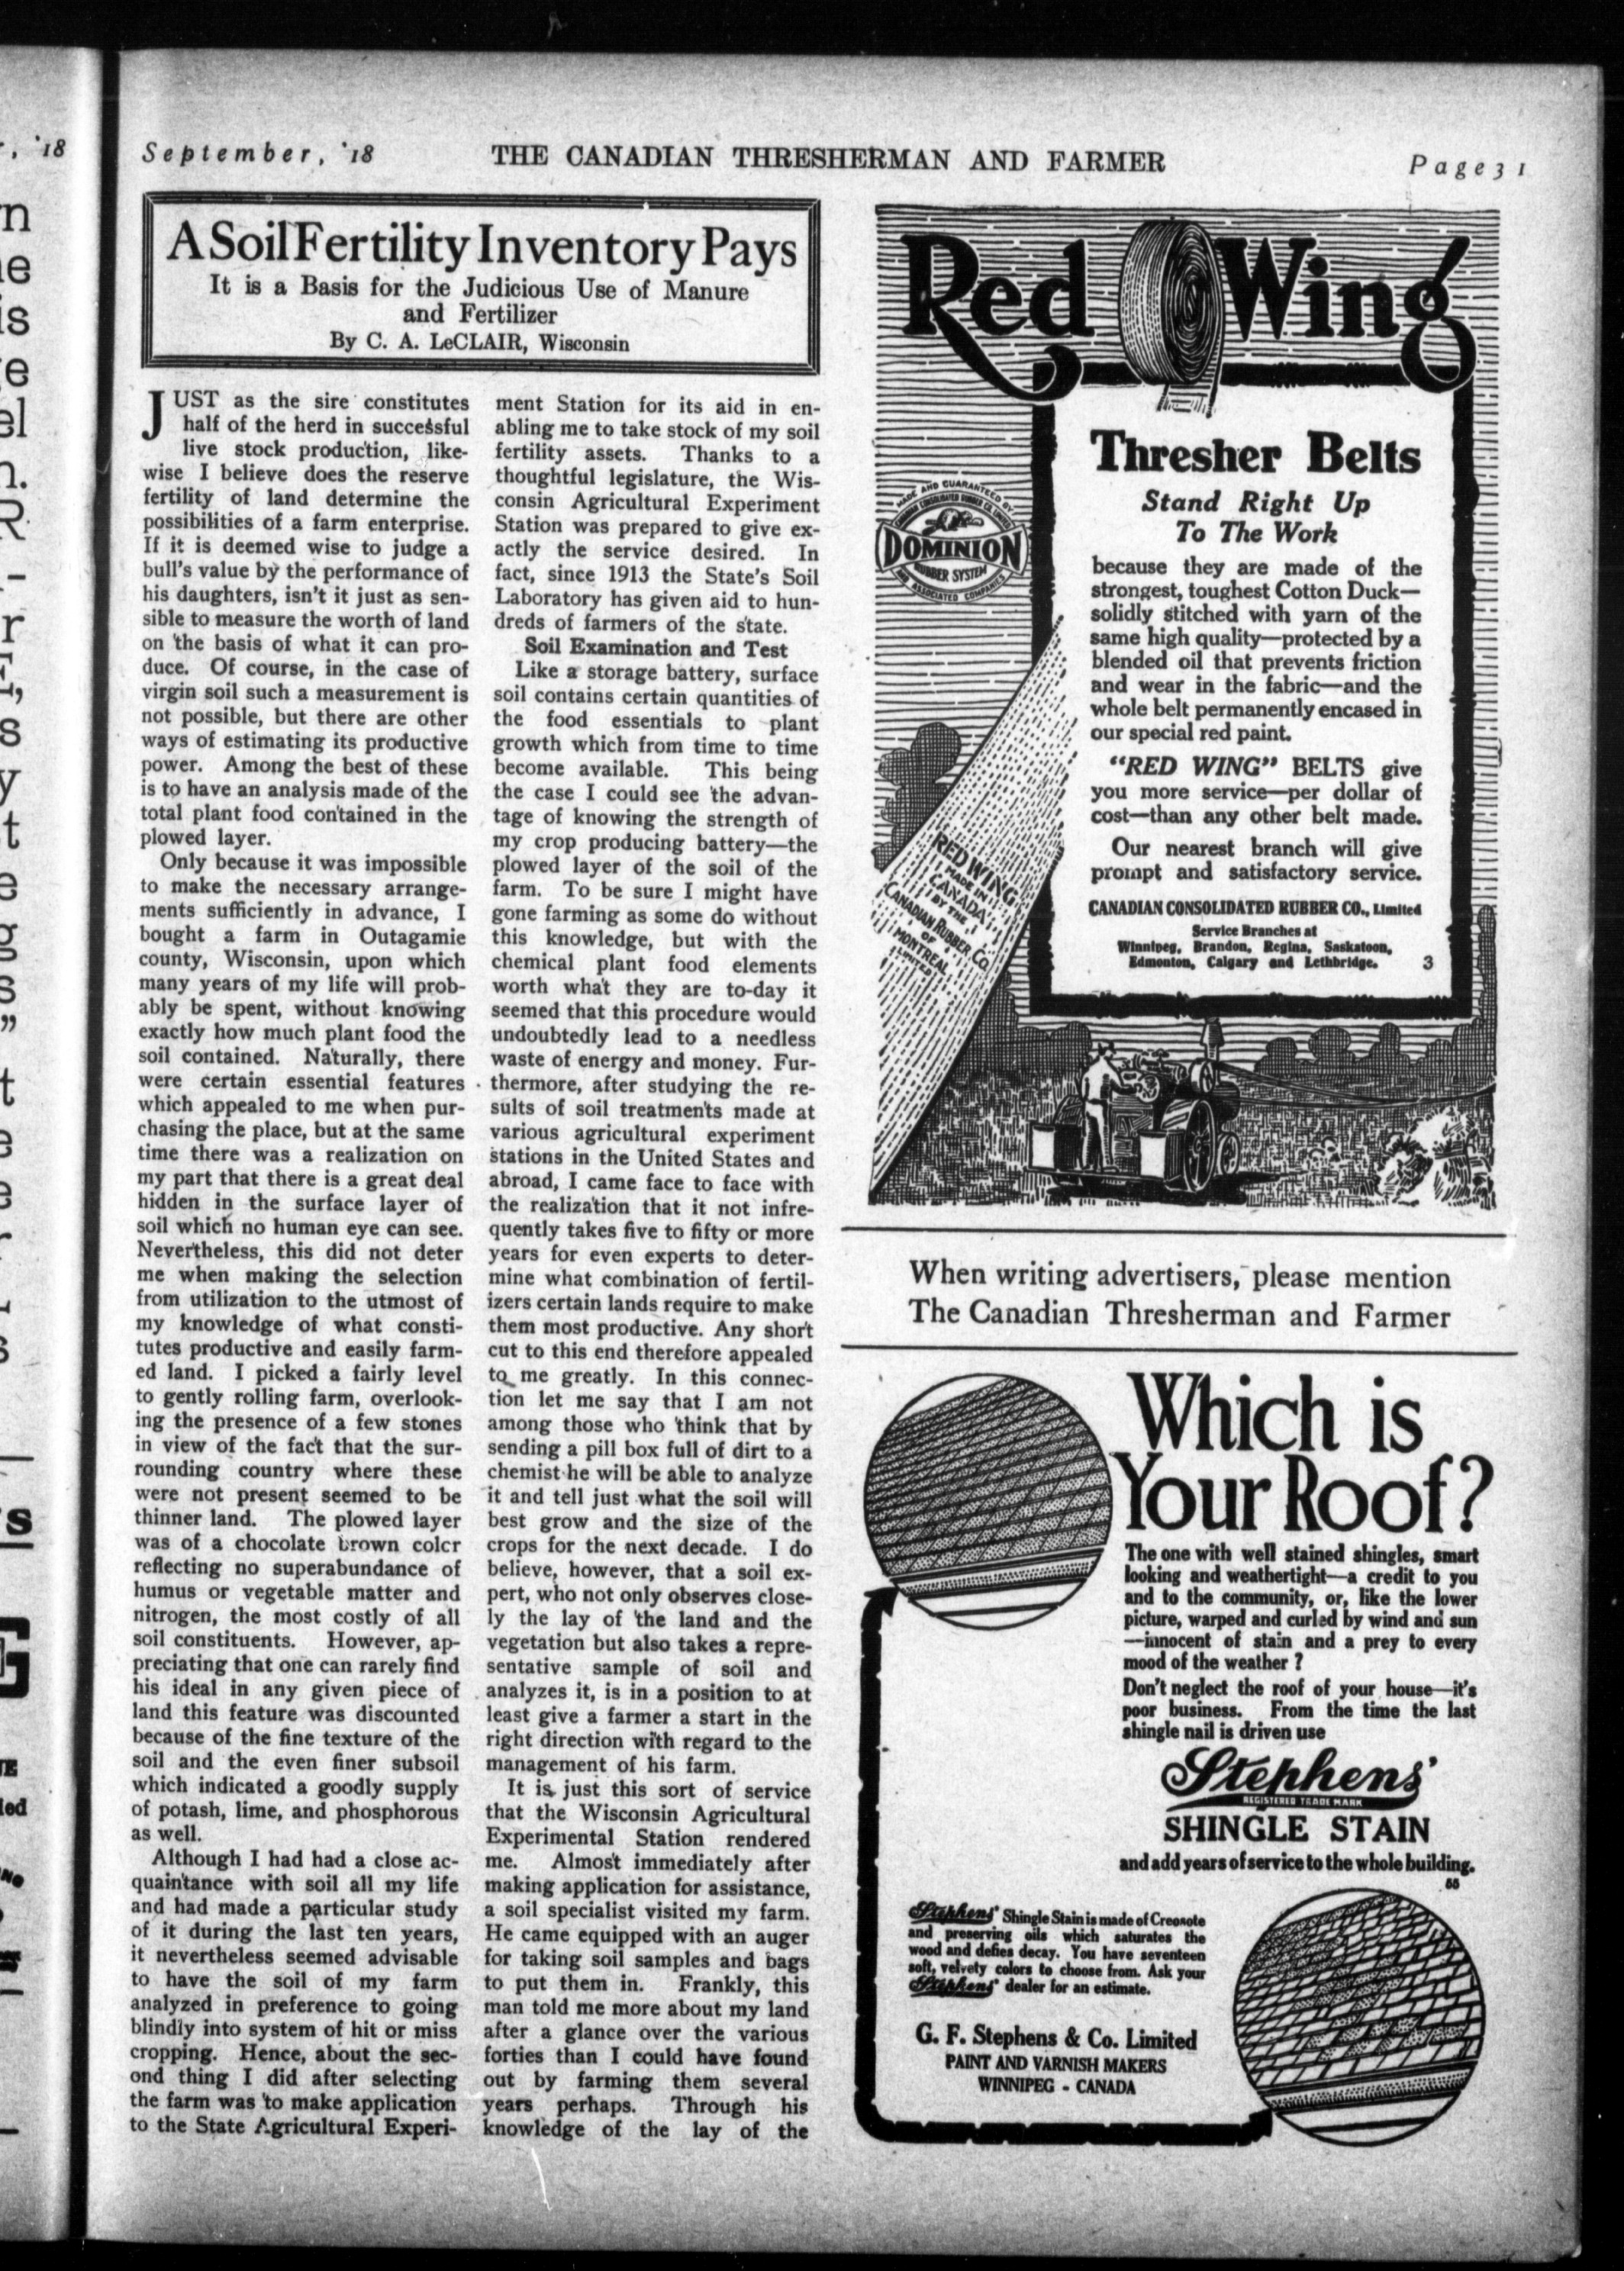 September, '18
THE CANADIAN THRESHERMAN AND FARMER
Page 31
A Soil Fertility Inventory Pays
It is a Basis for the Judicious Use of Manure
and Fertilizer
By C. A. LeCLAIR, Wisconsin
JUST as the sire constitutes
half of the herd in successful
live stock production, like-
wise I believe does the reserve
fertility of land determine the
possibilities of a farm enterprise.
If it is deemed wise to judge a
bull's value by the performance of
his daughters, isn't it just as sen-
sible to measure the worth of land
on the basis of what it can pro-
duce. Of course, in the case of
virgin soil such a measurement is
not possible, but there are other
ways of estimating its productive
power. Among the best of these
is to have an analysis made of the
total plant food contained in the
plowed layer.
Only because it was impossible
to make the necessary arrange-
ments sufficiently in advance, I
bought a farm in Outagamie
county, Wisconsin, upon which
many years of my life will prob-
ably be spent, without knowing
exactly how much plant food the
soil contained. Naturally, there
were certain essential features
which appealed to me when pur-
chasing the place, but at the same
time there was a realization on
my part that there is a great deal
hidden in the surface layer of
soil which no human eye can see.
Nevertheless, this did not deter
me when making the selection
from utilization to the utmost of
my knowledge of what consti-
tutes productive and easily farm-
ed land. I picked a fairly level
to gently rolling farm, overlook-
ing the presence of a few stones
in view of the fact that the sur-
rounding country where these
were not present seemed to be
thinner land. The plowed layer
was of a chocolate brown color
reflecting no superabundance of
humus or vegetable matter and
nitrogen, the most costly of all
soil constituents. However, ap-
preciating that one can rarely find
his ideal in any given piece of
land this feature was discounted
because of the fine texture of the
soil and the even finer subsoil
which indicated a goodly supply
of potash, lime, and phosphorous
as well.
Although I had had a close ac-
quaintance with soil all my life
and had made a particular study
of it during the last ten years,
it nevertheless seemed advisable
to have the soil of my farm
analyzed in preference to going
blindly into system of hit or miss
cropping. Hence, about the sec-
ond thing I did after selecting
the farm was to make application
to the State Agricultural Experi-
ment Station for its aid in en-
abling me to take stock of my soil
fertility assets. Thanks to a
thoughtful legislature, the Wis-
consin Agricultural Experiment
Station was prepared to give ex-
actly the service desired. In
fact, since 1913 the State's Soil
Laboratory has given aid to hun-
dreds of farmers of the state.
Soil Examination and Test
Like a storage battery, surface
soil contains certain quantities of
the food essentials to plant
growth which from time to time
become available. This being
the case I could see the advan-
tage of knowing the strength of
my crop producing battery—the
plowed layer of the soil of the
farm. To be sure I might have
gone farming as some do without
this knowledge, but with the
chemical plant food elements
worth what they are to-day it
seemed that this procedure would
undoubtedly lead to a needless
waste of energy and money. Fur-
thermore, after studying the re-
sults of soil treatments made at
various agricultural experiment
stations in the United States and
abroad, I came face to face with
the realization that it not infre-
quently takes five to fifty or more
years for even experts to deter-
mine what combination of fertil-
izers certain lands require to make
them most productive. Any short
cut to this end therefore appealed
to me greatly. In this connec-
tion let me say that I am not
among those who think that by
sending a pill box full of dirt to a
chemist he will be able to analyze
it and tell just what the soil will
best grow and the size of the
crops for the next decade. I do
believe, however, that a soil ex-
pert, who not only observes close-
ly the lay of the land and the
vegetation but also takes a repre-
sentative sample of soil and
analyzes it, is in a position to at
least give a farmer a start in the
right direction with regard to the
management of his farm.
It is just this sort of service
that the Wisconsin Agricultural
Experimental Station rendered
me. Almost immediately after
making application for assistance,
a soil specialist visited my farm.
He came equipped with an auger
for taking soil samples and bags
to put them in. Frankly, this
man told me more about my land
after a glance over the various
forties than I could have found
out by farming them several
years perhaps. Through his
knowledge of the lay of the
Red Wing
Thresher Belts
Stand Right Up
To The Work
MADE AND GUARANTEED BY
CANADIAN CONSOLIDATED RUBBER CO. LIMITED
DOMINION
RUBBER SYSTEM
AND ASSOCIATED COMPANIES
because they are made of the
strongest, toughest Cotton Duck—
solidly stitched with yarn of the
same high quality—protected by a
blended oil that prevents friction
and wear in the fabric—and the
whole belt permanently encased in
our special red paint.
"RED WING" BELTS give
you more service—per dollar of
cost—than any other belt made.
Our nearest branch will give
prompt and satisfactory service.
CANADIAN CONSOLIDATED RUBBER CO., Limited
Service Branches at
Winnipeg, Brandon, Regina, Saskatoon,
Edmonton, Calgary and Lethbridge. 3
RED WING
MADE IN
CANADA
BY THE
CANADIAN RUBBER Co
OF
MONTREAL
LIMITED
When writing advertisers, please mention
The Canadian Thresherman and Farmer
Which is
Your Roof?
The one with well stained shingles, smart
looking and weathertight—a credit to you
and to the community, or, like the lower
picture, warped and curled by wind and sun
—innocent of stain and a prey to every
mood of the weather?
Don't neglect the roof of your house—it's
poor business. From the time the last
shingle nail is driven use
Stephens'
REGISTERED TRADE MARK
SHINGLE STAIN
and add years of service to the whole building.
55
Stephens' Shingle Stain is made of Creosote
and preserving oils which saturates the
wood and defies decay. You have seventeen
soft, velvety colors to choose from. Ask your
Stephens' dealer for an estimate.
G. F. Stephens & Co. Limited
PAINT AND VARNISH MAKERS
WINNIPEG - CANADA